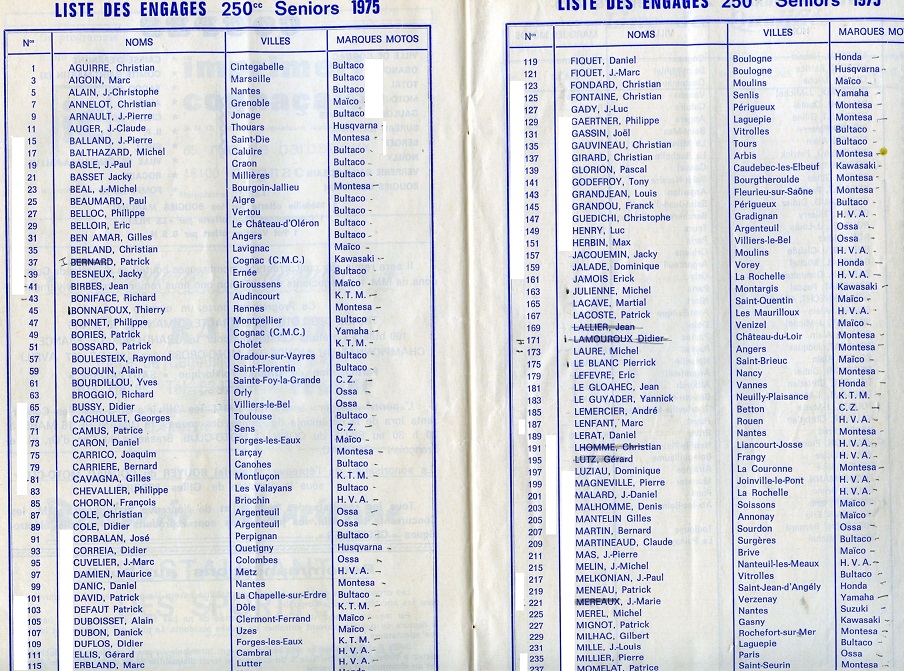 LISTE DES ENGAGES 250cc Seniors 1975
Nos NOMS VILLES MARQUES MOTOS
1 AGUIRRE, Christian Cintegabelle Bultaco
3 AIGOIN, Marc Marseille Bultaco
5 ALAIN, J.-Christophe Nantes Bultaco
7 ANNELOT, Christian Grenoble Maïco
9 ARNAULT, J.-Pierre Jonage Bultaco
11 AUGER, J.-Claude Thouars Husqvarna
15 BALLAND, J.-Pierre Saint-Die Montesa
17 BALTHAZARD, Michel Caluire Bultaco
19 BASLE, J.-Paul Craon Bultaco
21 BASSET Jacky Millières Bultaco
23 BEAL, J.-Michel Bourgoin-Jallieu Montesa
25 BEAUMARD, Paul Aigre Bultaco
27 BELLOC, Philippe Vertou Bultaco
29 BELLOIR, Eric Le Château-d'Oléron Bultaco
31 BEN AMAR, Gilles Angers Bultaco
35 BERLAND, Christian Lavignac Maïco
37 BERNARD, Patrick Cognac (C.M.C.) Kawasaki
39 BESNEUX, Jacky Ernée Bultaco
41 BIRBES, Jean Giroussens Maïco
43 BONIFACE, Richard Audincourt K.T.M.
45 BONNAFOUX, Thierry Rennes Montesa
47 BONNET, Philippe Montpellier Bultaco
49 BORIES, Patrick Cognac (C.M.C.) Yamaha
51 BOSSARD, Patrick Cholet K.T.M.
57 BOULESTEIX, Raymond Oradour-sur-Vayres Bultaco
59 BOUQUIN, Alain Saint-Florentin Bultaco
61 BOURDILLOU, Yves Sainte-Foy-la-Grande C.Z.
63 BROGGIO, Richard Orly Ossa
65 BUSSY, Didier Villiers-le-Bel Ossa
67 CACHOULET, Georges Toulouse Bultaco
71 CAMUS, Patrice Sens C.Z.
73 CARON, Daniel Forges-les-Eaux Maïco
75 CARRICO, Joaquim Larçay Montesa
79 CARRIERE, Bernard Canohes Bultaco
81 CAVAGNA, Gilles Montluçon K.T.M.
83 CHEVALLIER, Philippe Les Valayans Bultaco
85 CHORON, François Briochin H.V.A.
87 COLE, Christian Argenteuil Ossa
89 COLE, Didier Argenteuil Ossa
91 CORBALAN, José Perpignan Bultaco
93 CORREIA, Didier Quetigny Husqvarna
95 CUVELIER, J.-Marc Colombes Ossa
97 DAMIEN, Maurice Metz H.V.A.
99 DANIC, Daniel Nantes Montesa
101 DAVID, Patrick La Chapelle-sur-Erdre Bultaco
103 DEFAUT Patrick Dôle K.T.M.
105 DUBOISSET, Alain Clermont-Ferrand Maïco
107 DUBON, Danick Uzes Maïco
109 DUFLOS, Didier Forges-les-Eaux K.T.M.
111 ELLIS, Gérard Cambrai H.V.A.
ERBLAND, Marc Lutter H.V.A.
LISTE DES ENGAGES 250cc Seniors 1975
Nos NOMS VILLES MARQUES MOT
119 FIQUET, Daniel Boulogne Honda
121 FIQUET, J.-Marc Boulogne Husqvarna
123 FONDARD, Christian Moulins Maïco
125 FONTAINE, Christian Senlis Yamaha
127 GADY, J.-Luc Périgueux Montesa
129 GAERTNER, Philippe Laguepie Montesa
131 GASSIN, Joël Vitrolles Bultaco
135 GAUVINEAU, Christian Tours Bultaco
137 GIRARD, Christian Arbis Montesa
139 GLORION, Pascal Caudebec-les-Elbeuf Kawasaki
141 GODEFROY, Tony Bourgtheroulde Montesa
143 GRANDJEAN, Louis Fleurieu-sur-Saône Montesa
145 GRANDOU, Franck Périgueux Bultaco
147 GUEDICHI, Christophe Gradignan H.V.A.
149 HENRY, Luc Argenteuil Ossa
151 HERBIN, Max Villiers-le-Bel Ossa
157 JACQUEMIN, Jacky Moulins H.V.A.
159 JALADE, Dominique Vorey Honda
161 JAMOIS Erick La Rochelle H.V.A.
163 JULIENNE, Michel Montargis Kawasaki
165 LACAVE, Martial Saint-Quentin Maïco
167 LACOSTE, Patrick Les Maurilloux H.V.A.
169 LALLIER, Jean Venizel Maïco
171 LAMOUROUX Didier Château-du-Loir H.V.A.
173 LAURE, Michel Angers Montesa
175 LE BLANC Pierrick Saint-Brieuc Maïco
179 LEFEVRE, Eric Nancy Montesa
181 LE GLOAHEC, Jean Vannes Honda
183 LE GUYADER, Yannick Neuilly-Plaisance K.T.M.
185 LEMERCIER, André Betton C.Z.
187 LENFANT, Marc Rouen H.V.A.
189 LERAT, Daniel Nantes Montesa
191 LHOMME, Christian Liancourt-Josse H.V.A.
195 LUTZ, Gérard Frangy H.V.A.
197 LUZIAU, Dominique La Couronne Montesa
199 MAGNEVILLE, Pierre Joinville-le-Pont H.V.A.
201 MALARD, J.-Daniel La Rochelle H.V.A.
203 MALHOMME, Denis Soissons Maïco
205 MANTELIN Gilles Annonay Maïco
207 MARTIN, Bernard Sourdon Ossa
209 MARTINEAUD, Claude Surgères Bultaco
211 MAS, J.-Pierre Brive Maïco
215 MELIN, J.-Michel Nanteuil-les-Meaux H.V.A.
217 MELKONIAN, J.-Paul Vitrolles Bultaco
219 MENEAU, Patrick Saint-Jean-d'Angély Honda
221 MEREAUX, J.-Marie Verzenay Yamaha
225 MEREL, Michel Nantes Suzuki
227 MIGNOT, Patrick Gasny Kawasaki
229 MILHAC, Gilbert Rochefort-sur-Mer Montesa
231 MILLE, J.-Louis Laguepie Bultaco
235 MILLIER, Pierre Paris Ossa
237 MOMELAT, Patrick Saint-Seurin Montesa